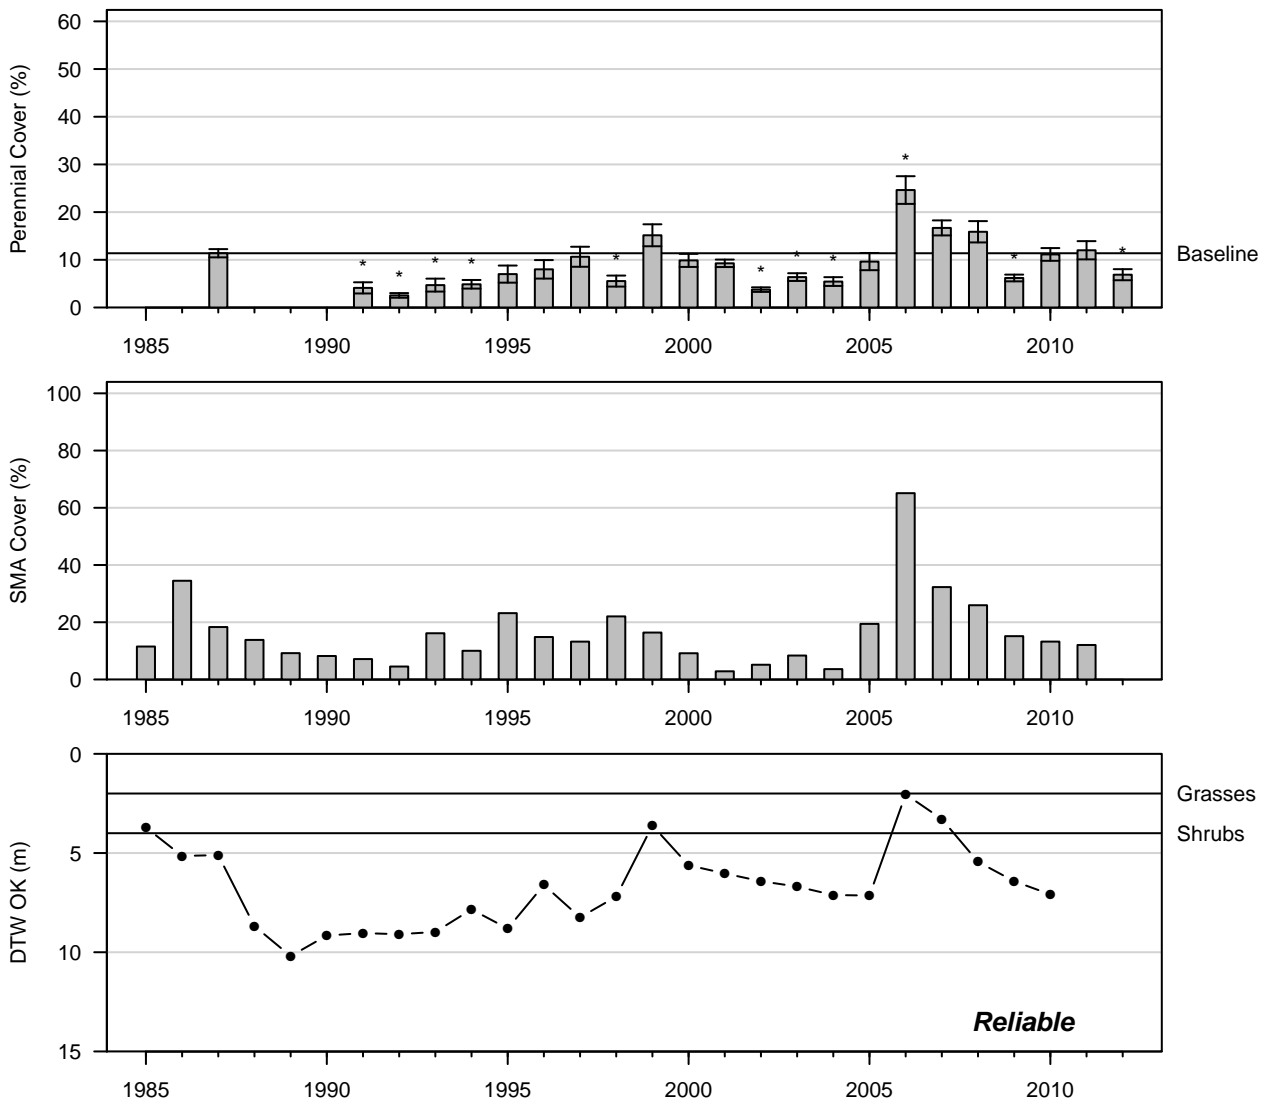 Perennial Cover (%)
60
50
40
30
20
10
0
* * * * * * * * * * *
Baseline
1985 1990 1995 2000 2005 2010
SMA Cover (%)
100
80
60
40
20
0
1985 1990 1995 2000 2005 2010
DTW OK (m)
0
5
10
15
Grasses
Shrubs
Reliable
1985 1990 1995 2000 2005 2010